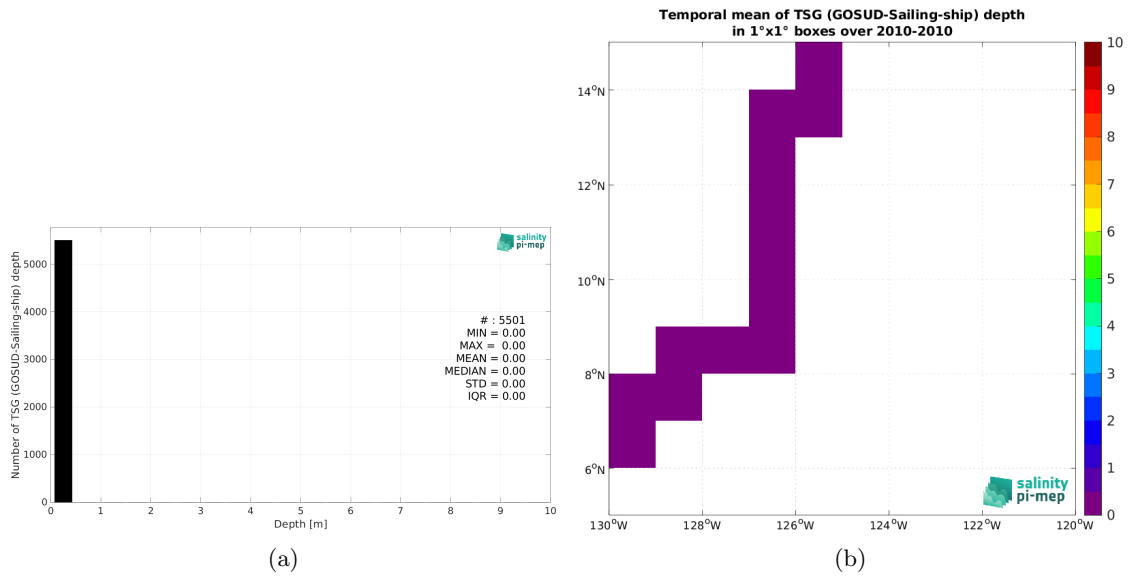 Number of TSG (GOSUD-Sailing-ship) depth
5000
4000
3000
2000
1000
0
0 1 2 3 4 5 6 7 8 9 10
Depth [m]
salinity
pi-mep
# : 5501
MIN = 0.00
MAX = 0.00
MEAN = 0.00
MEDIAN = 0.00
STD = 0.00
IQR = 0.00
(a)
Temporal mean of TSG (GOSUD-Sailing-ship) depth
in 1°x1° boxes over 2010-2010
14°N
12°N
10°N
8°N
6°N
130°W 128°W 126°W 124°W 122°W 120°W
salinity
pi-mep
10
9
8
7
6
5
4
3
2
1
0
(b)